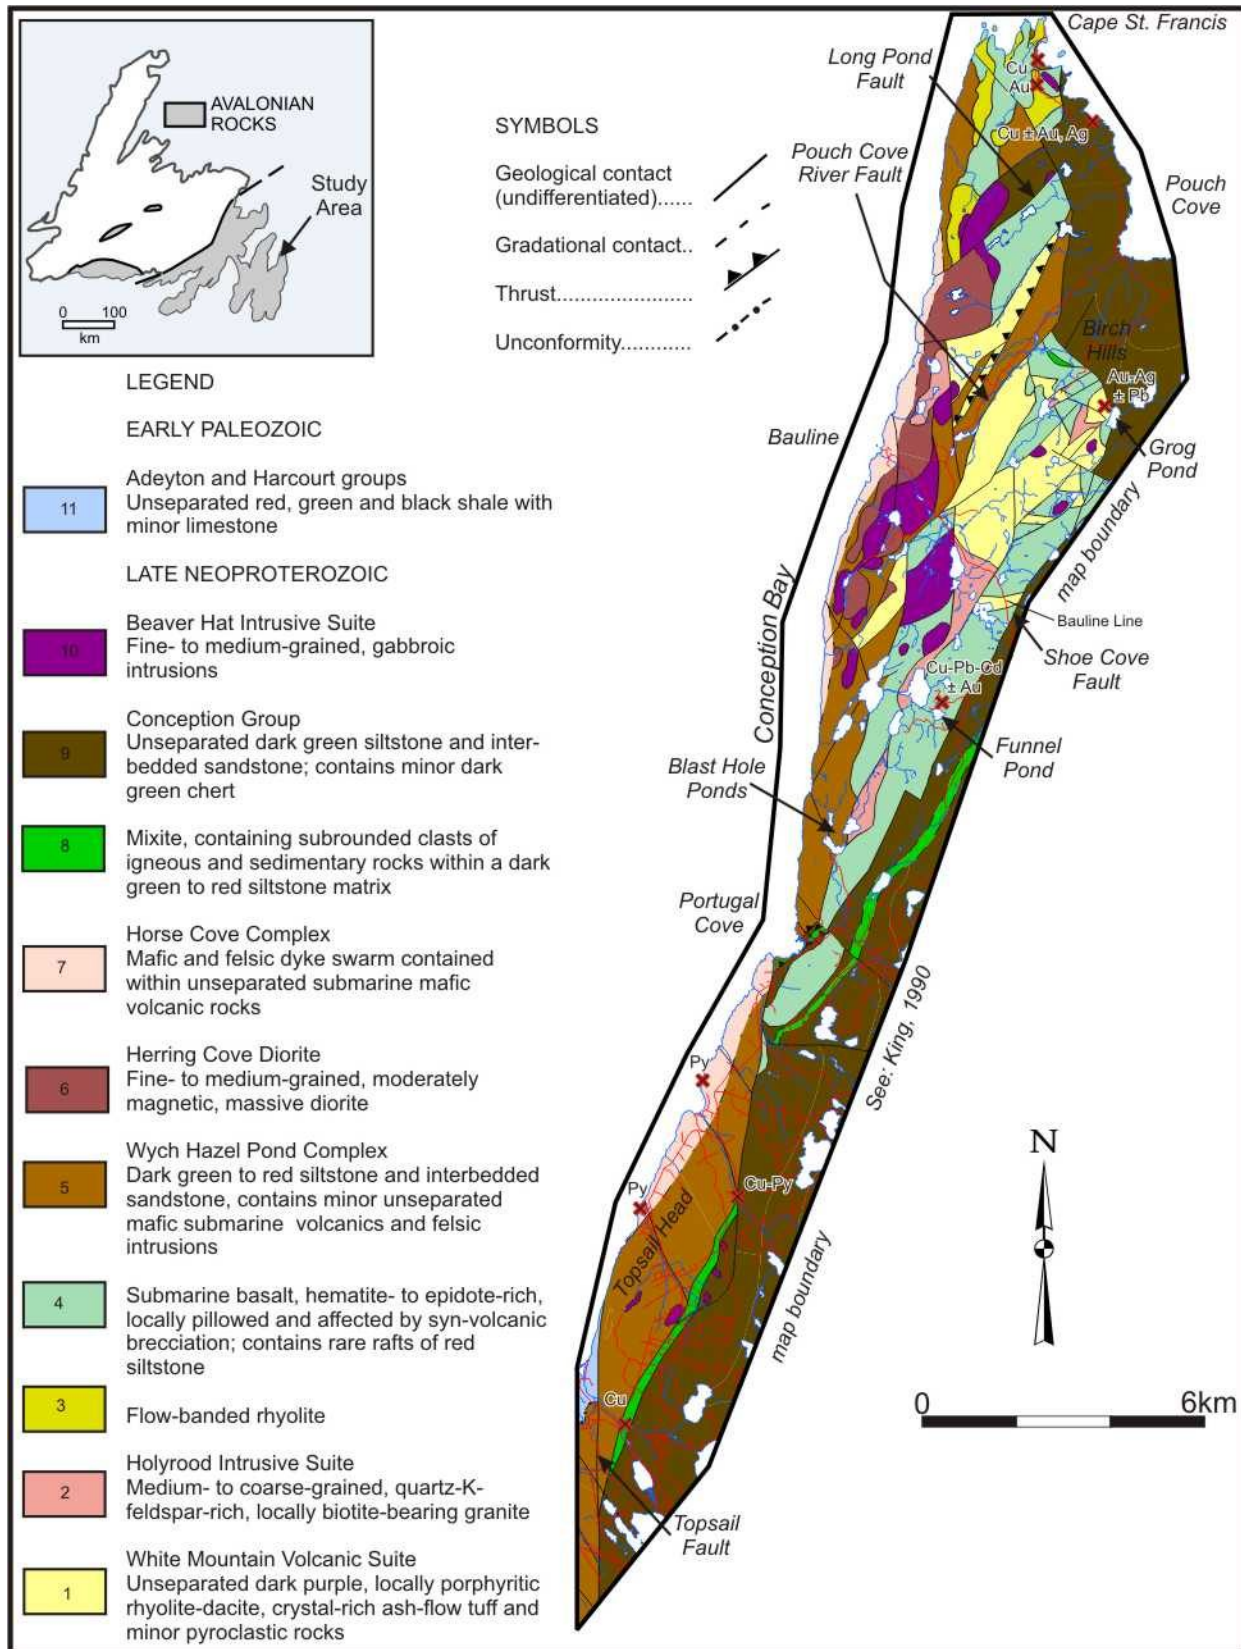 AVALONIAN
ROCKS
Study
Area
0 100
km
SYMBOLS
Geological contact
(undifferentiated)......
Gradational contact..
Thrust.......................
Unconformity............
LEGEND
EARLY PALEOZOIC
11
Adeyton and Harcourt groups
Unseparated red, green and black shale with
minor limestone
LATE NEOPROTEROZOIC
10
Beaver Hat Intrusive Suite
Fine- to medium-grained, gabbroic
intrusions
9
Conception Group
Unseparated dark green siltstone and inter-
bedded sandstone; contains minor dark
green chert
8
Mixite, containing subrounded clasts of
igneous and sedimentary rocks within a dark
green to red siltstone matrix
7
Horse Cove Complex
Mafic and felsic dyke swarm contained
within unseparated submarine mafic
volcanic rocks
6
Herring Cove Diorite
Fine- to medium-grained, moderately
magnetic, massive diorite
5
Wych Hazel Pond Complex
Dark green to red siltstone and interbedded
sandstone, contains minor unseparated
mafic submarine volcanics and felsic
intrusions
4
Submarine basalt, hematite- to epidote-rich,
locally pillowed and affected by syn-volcanic
brecciation; contains rare rafts of red
siltstone
3
Flow-banded rhyolite
2
Holyrood Intrusive Suite
Medium- to coarse-grained, quartz-K-
feldspar-rich, locally biotite-bearing granite
1
White Mountain Volcanic Suite
Unseparated dark purple, locally porphyritic
rhyolite-dacite, crystal-rich ash-flow tuff and
minor pyroclastic rocks
Cape St. Francis
Long Pond
Fault
Cu
Au
Cu ± Au, Ag
Pouch Cove
River Fault
Pouch
Cove
Birch
Hills
Au-Ag
± Pb
Bauline
Grog
Pond
map boundary
Conception Bay
Bauline Line
Shoe Cove
Fault
Cu-Pb-Cd
± Au
Funnel
Pond
Blast Hole
Ponds
Portugal
Cove
See: King, 1990
Py
Cu-Py
Py
Topsail Head
map boundary
Cu
Topsail
Fault
N
0 6km